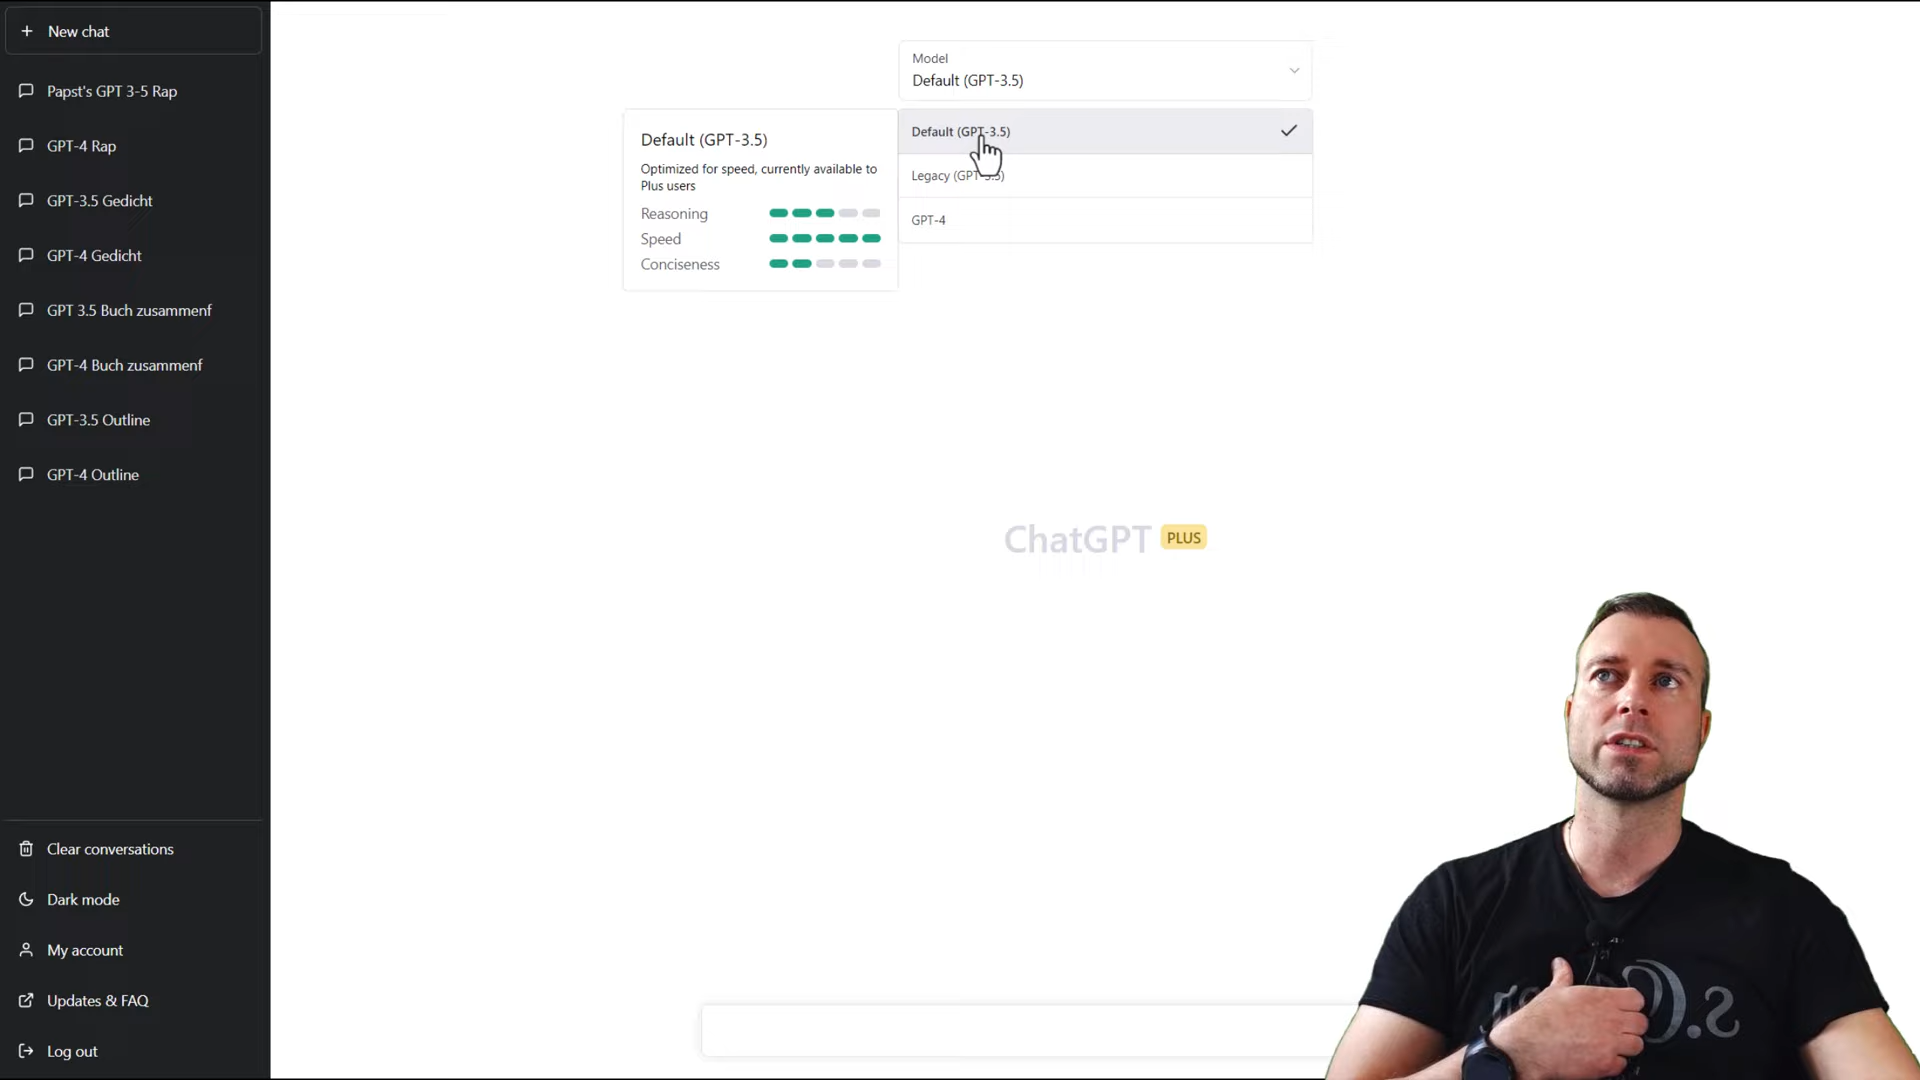 New chat
Papst's GPT 3-5 Rap
GPT-4 Rap
GPT-3.5 Gedicht
GPT-4 Gedicht
GPT 3.5 Buch zusammenf
GPT-4 Buch zusammenf
GPT-3.5 Outline
GPT-4 Outline
Clear conversations
Dark mode
My account
Updates & FAQ
Log out
Model
Default (GPT-3.5)
Default (GPT-3.5)
Legacy (GPT-3.5)
GPT-4
Default (GPT-3.5)
Optimized for speed, currently available to
Plus users
Reasoning
Speed
Conciseness
ChatGPT PLUS